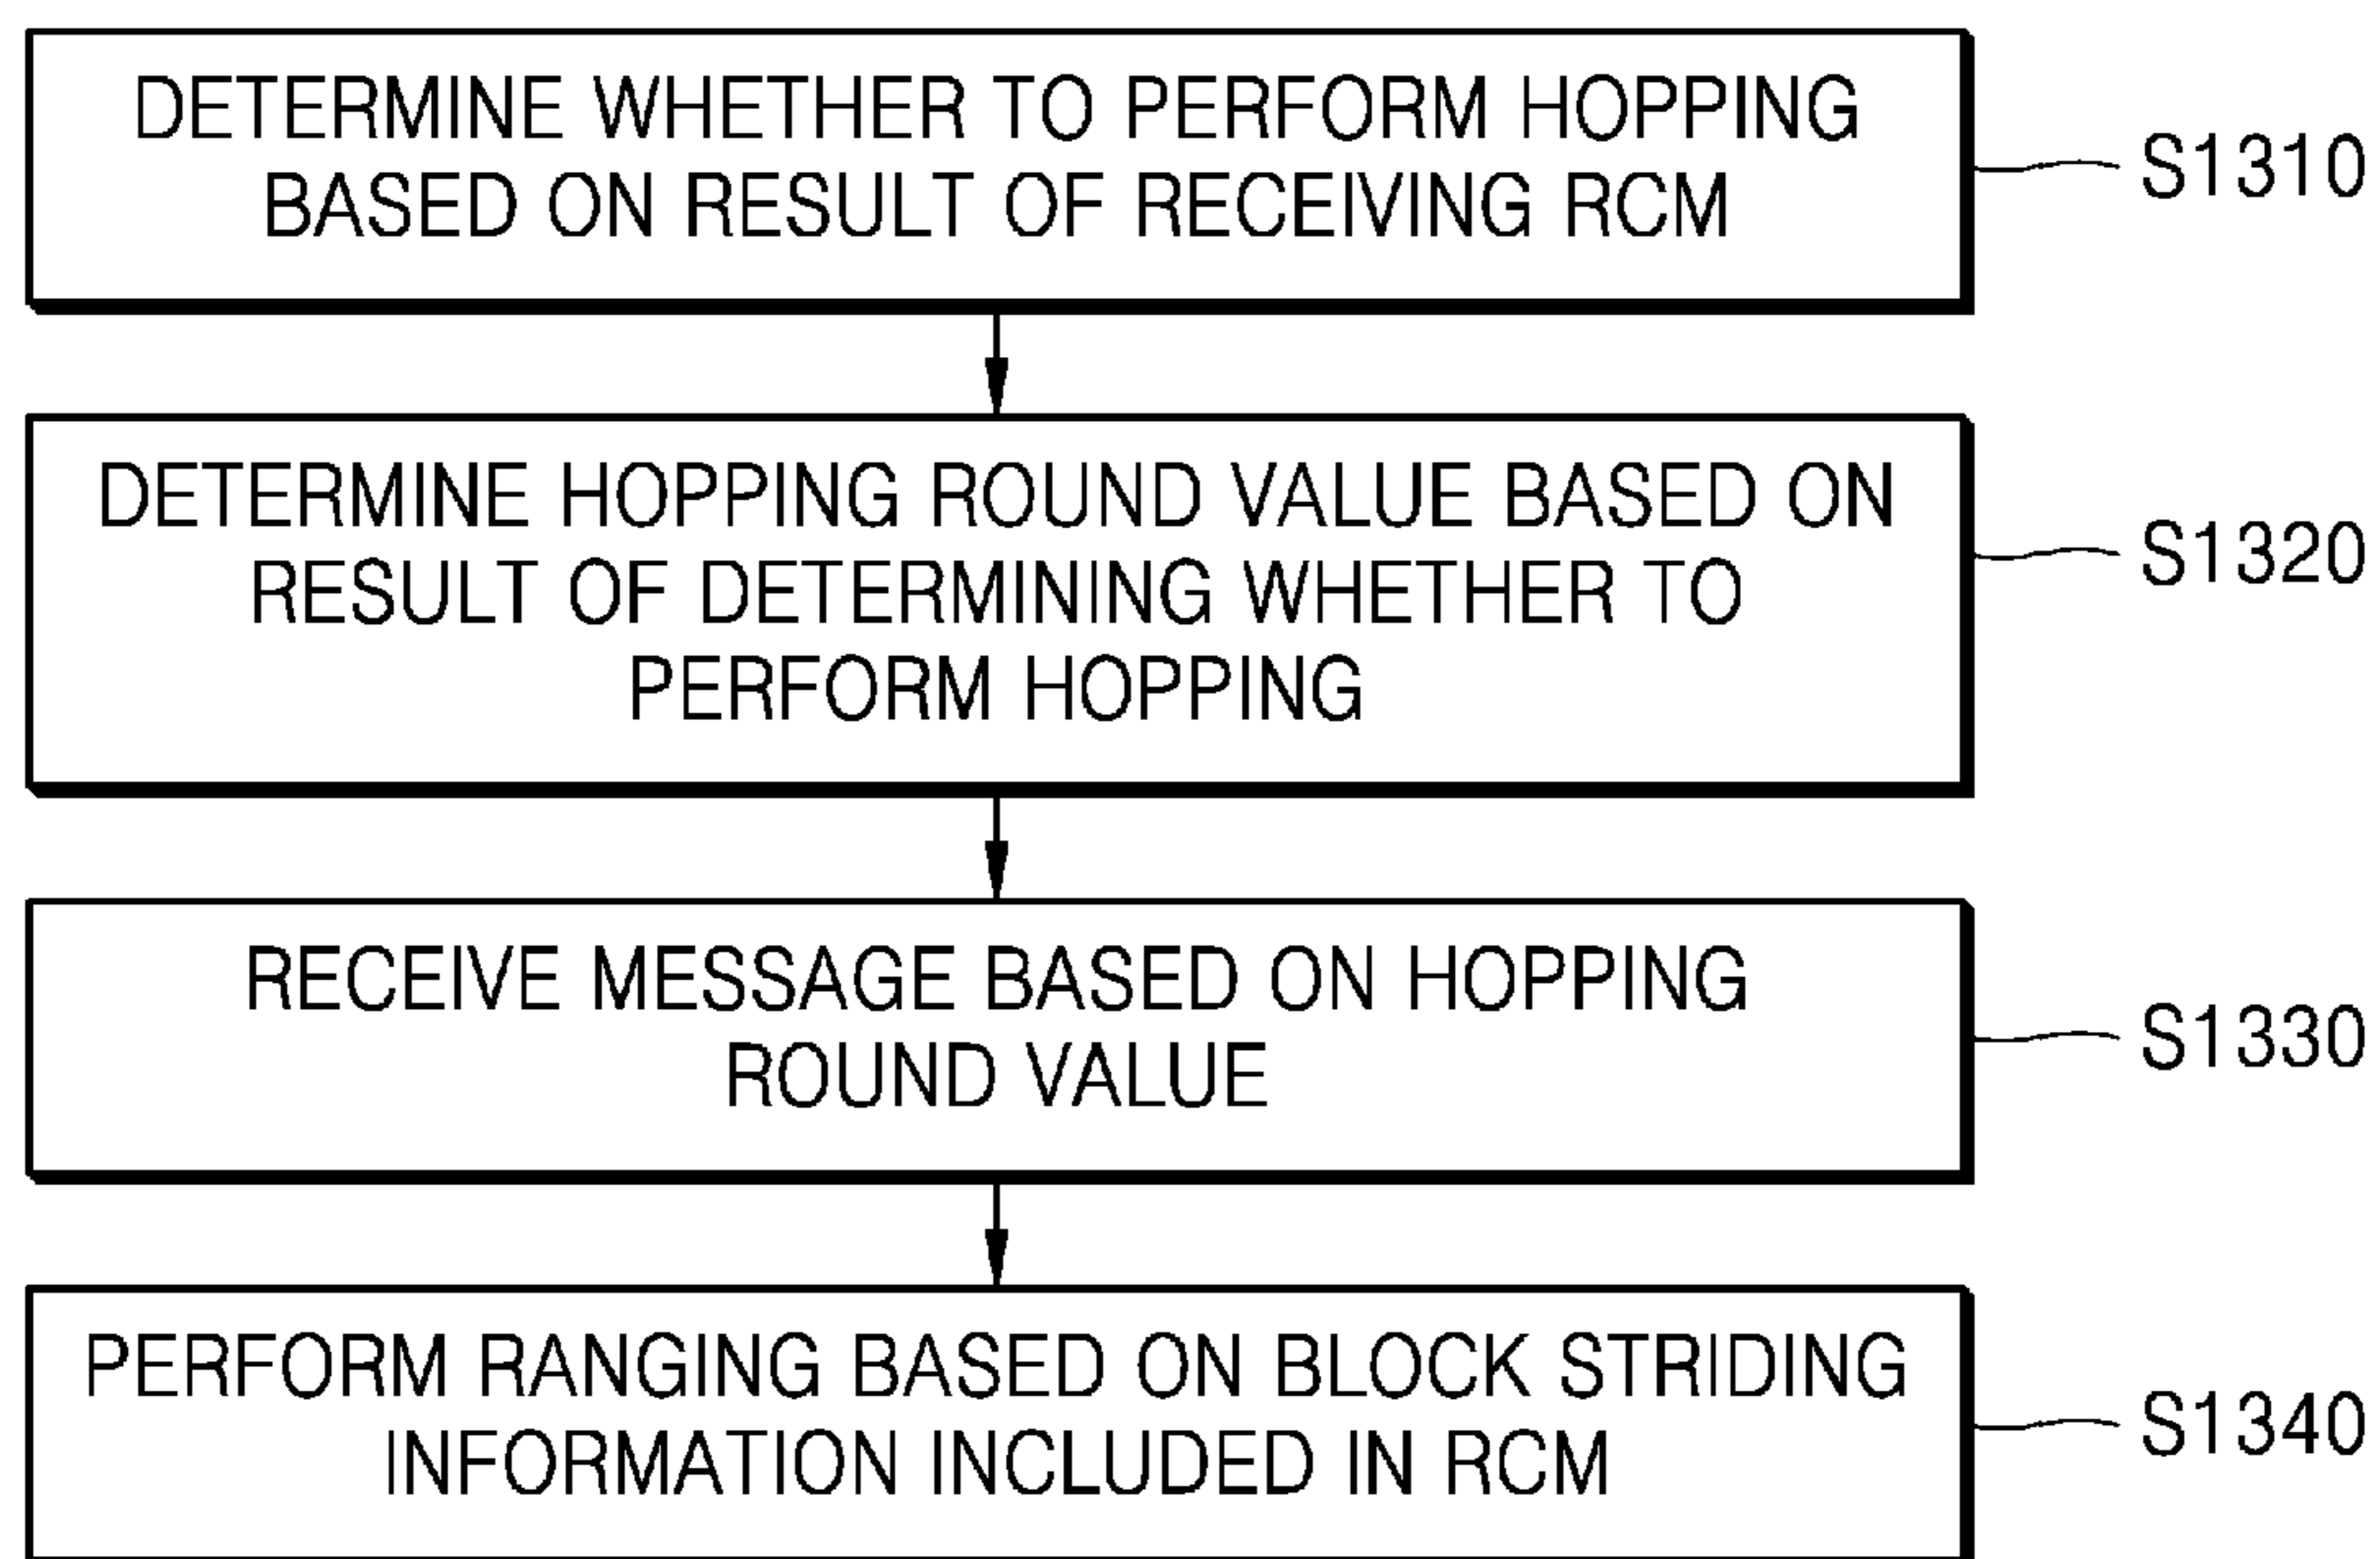 DETERMINE WHETHER TO PERFORM HOPPING
BASED ON RESULT OF RECEIVING RCM
S1310
DETERMINE HOPPING ROUND VALUE BASED ON
RESULT OF DETERMINING WHETHER TO
PERFORM HOPPING
S1320
RECEIVE MESSAGE BASED ON HOPPING
ROUND VALUE
S1330
PERFORM RANGING BASED ON BLOCK STRIDING
INFORMATION INCLUDED IN RCM
S1340